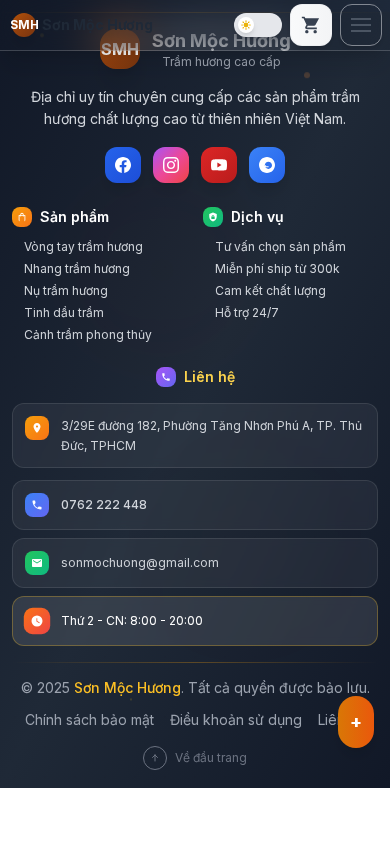 SMH Sơn Mộc Hương
SMH Sơn Mộc Hương
Trầm hương cao cấp
Địa chỉ uy tín chuyên cung cấp các sản phẩm trầm
hương chất lượng cao từ thiên nhiên Việt Nam.
Sản phẩm
Vòng tay trầm hương
Nhang trầm hương
Nụ trầm hương
Tinh dầu trầm
Cảnh trầm phong thủy
Dịch vụ
Tư vấn chọn sản phẩm
Miễn phí ship từ 300k
Cam kết chất lượng
Hỗ trợ 24/7
Liên hệ
3/29E đường 182, Phường Tăng Nhơn Phú A, TP. Thủ
Đức, TPHCM
0762 222 448
sonmochuong@gmail.com
Thứ 2 - CN: 8:00 - 20:00
© 2025 Sơn Mộc Hương. Tất cả quyền được bảo lưu.
Chính sách bảo mật Điều khoản sử dụng
+
Về đầu trang